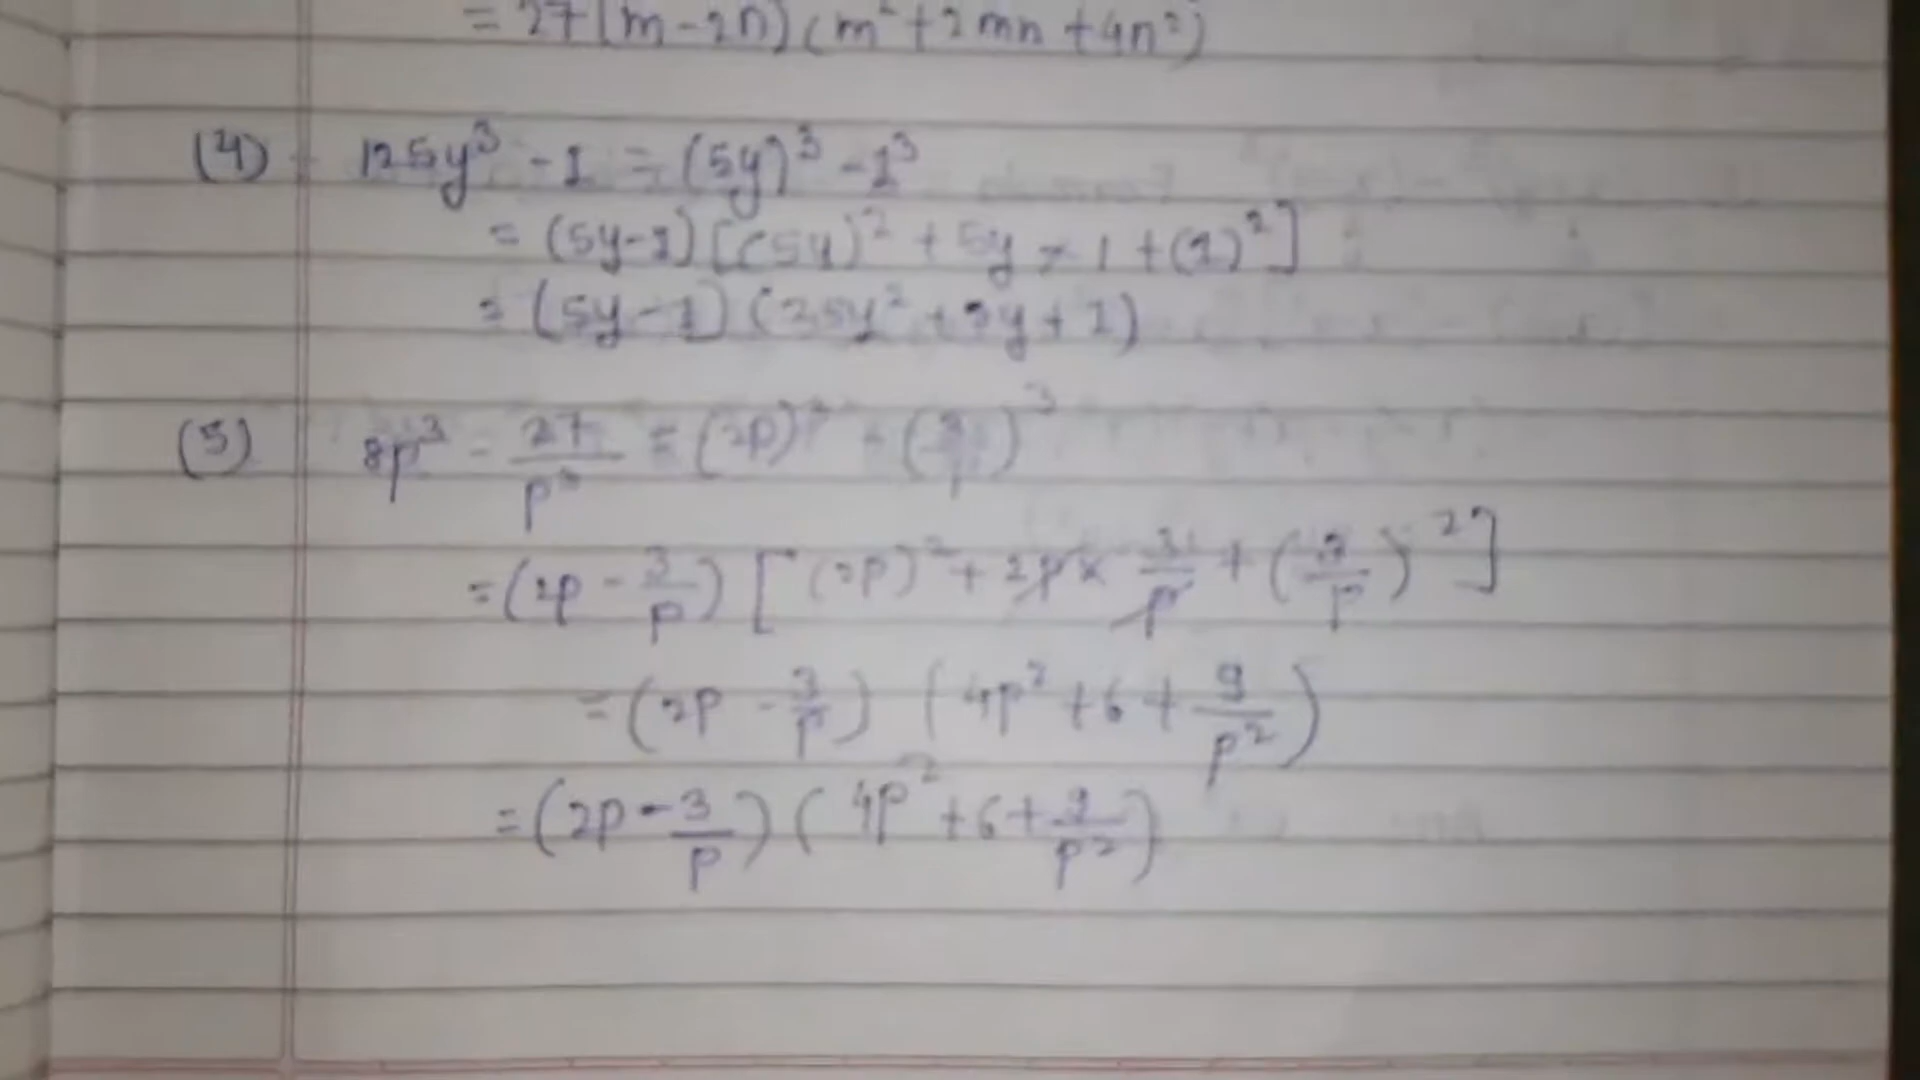 = 27(m-2n)(m²+2mn+4n²)
(4) 125y³ - 1 = (5y)³ - 1³
= (5y-1)[(5y)² + 5y × 1 + (1)²]
= (5y-1)(25y² + 5y + 1)
(5) 8p³ - 27/p³ = (2p)³ - (3/p)³
= (2p - 3/p) [(2p)² + 2p × 3/p + (3/p)²]
= (2p - 3/p) (4p² + 6 + 9/p²)
= (2p - 3/p) (4p² + 6 + 9/p²)